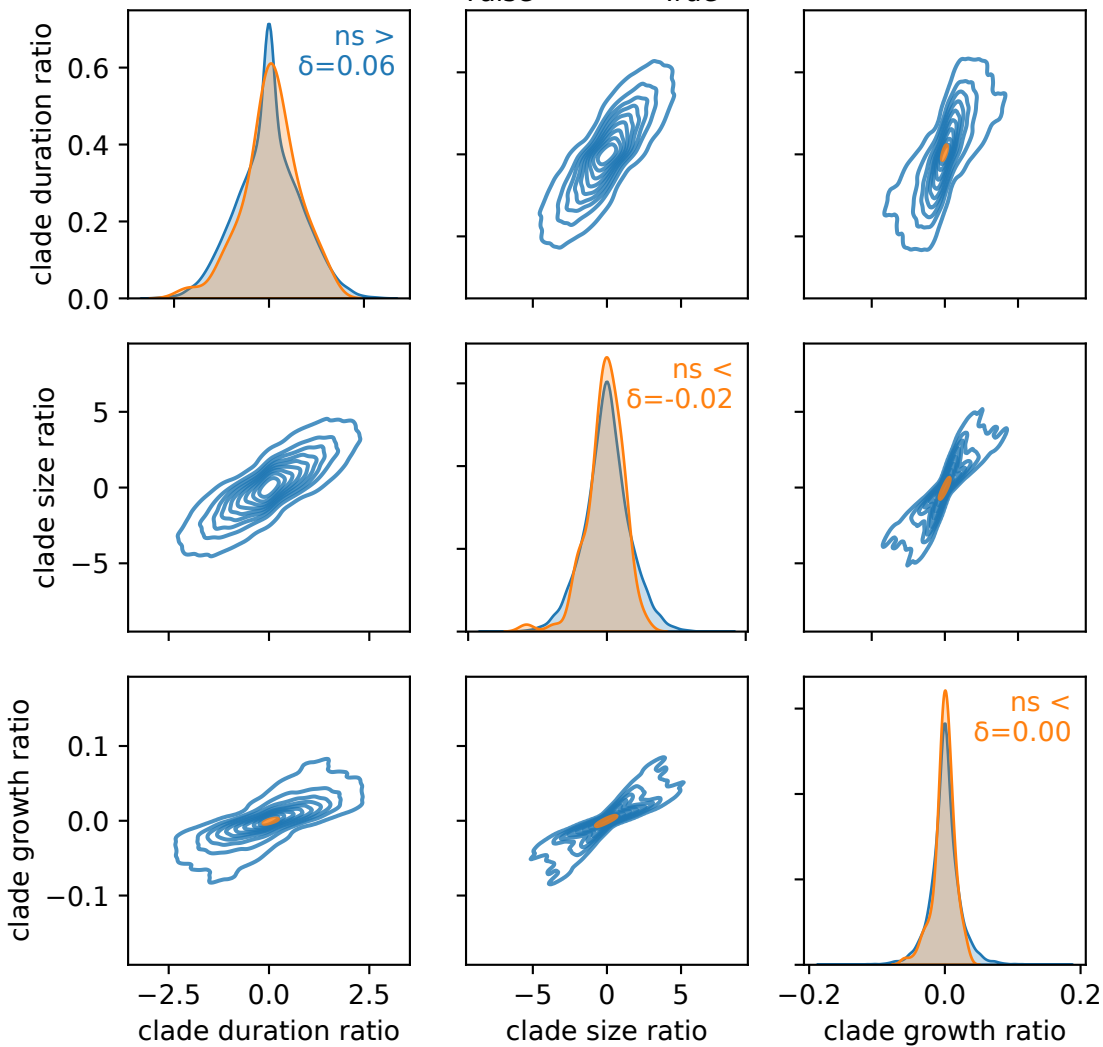 clade duration ratio
0.6
0.4
0.2
0.0
ns >
δ=0.06
clade size ratio
5
0
−5
ns <
δ=-0.02
clade growth ratio
0.1
0.0
−0.1
ns <
δ=0.00
−2.5 0.0 2.5
−5 0 5
−0.2 0.0 0.2
clade duration ratio
clade size ratio
clade growth ratio